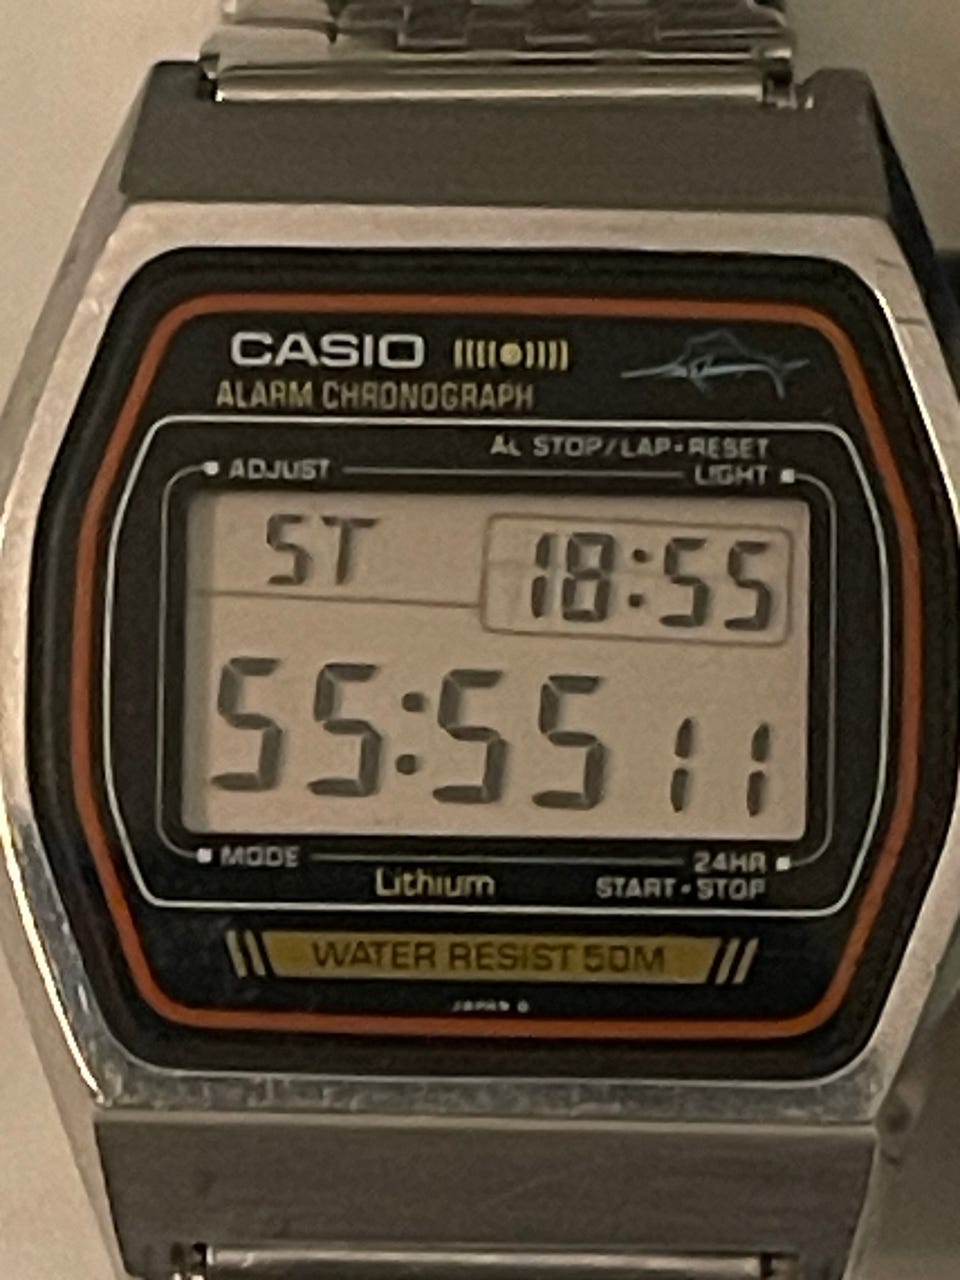 CASIO
ALARM CHRONOGRAPH
AL STOP/LAP•RESET
ADJUST LIGHT
ST 18:55
55:55 11
MODE 24HR
Lithium START•STOP
WATER RESIST 50M
JAPAN